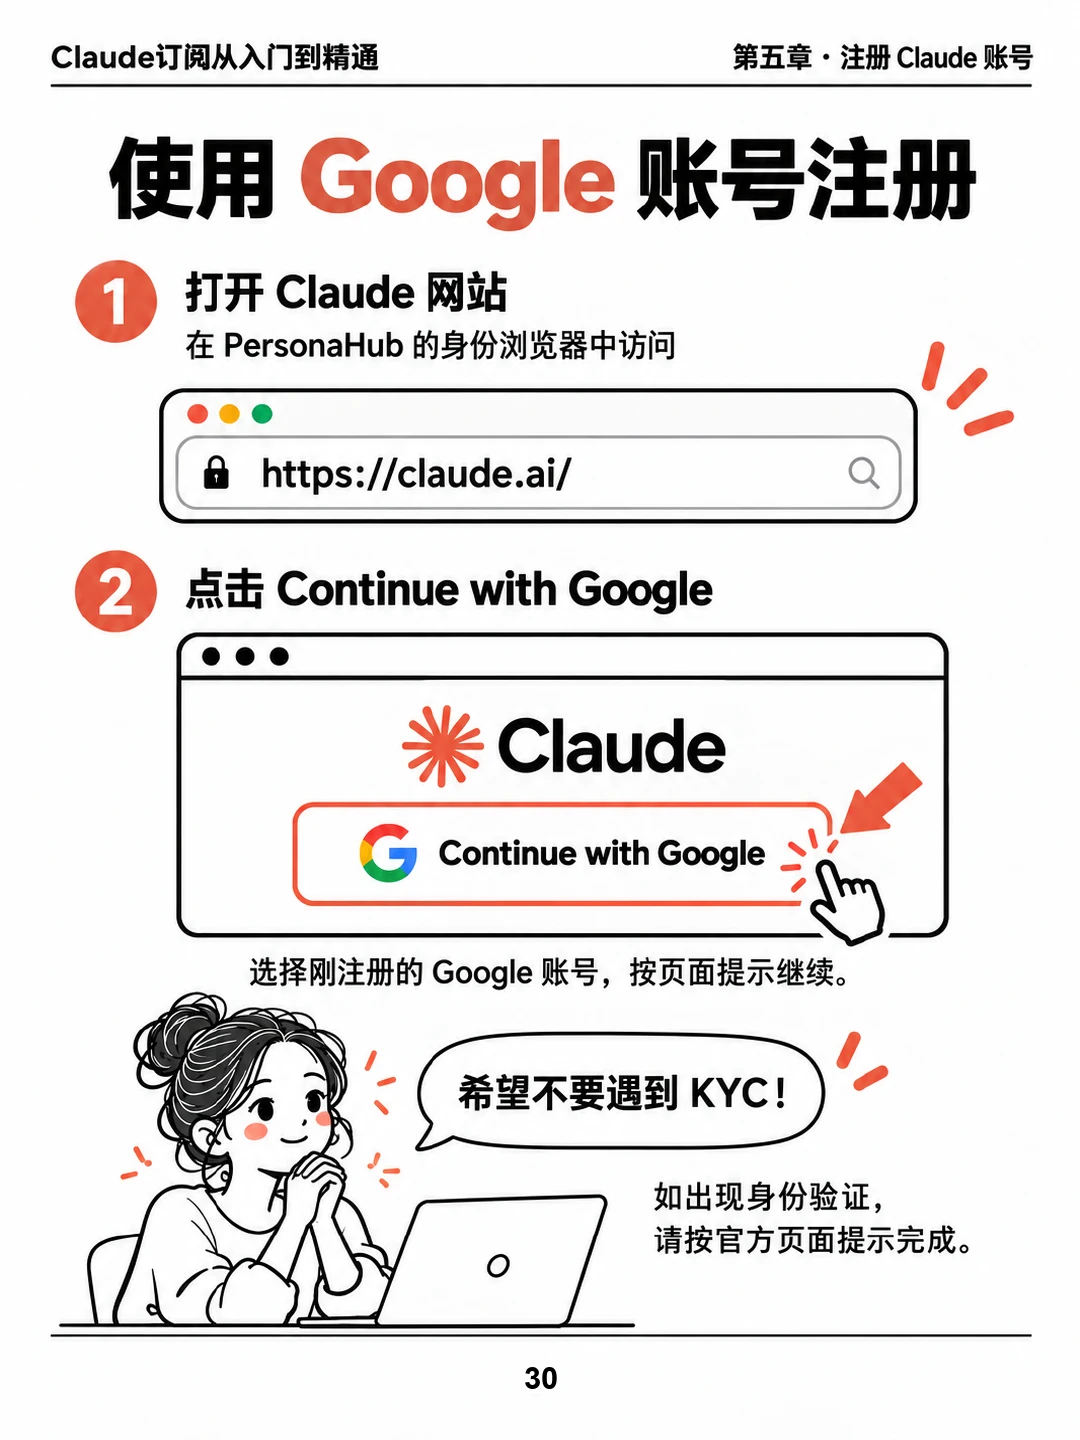 Claude订阅从入门到精通
第五章·注册 Claude 账号
使用 Google 账号注册
1 打开 Claude 网站
在 PersonaHub 的身份浏览器中访问
https://claude.ai/
2 点击 Continue with Google
Claude
Continue with Google
选择刚注册的 Google 账号，按页面提示继续。
希望不要遇到 KYC！
如出现身份验证，
请按官方页面提示完成。
30